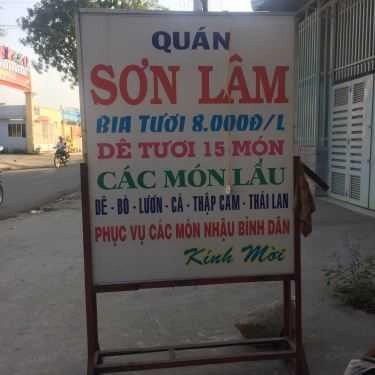 QUÁN
SƠN LÂM
BIA TƯƠI 8.000Đ/L
DÊ TƯƠI 15 MÓN
CÁC MÓN LẨU
DÊ - BÒ - LƯƠN - CÁ - THẬP CẨM - THÁI LAN
PHỤC VỤ CÁC MÓN NHẬU BÌNH DÂN
Kính Mời